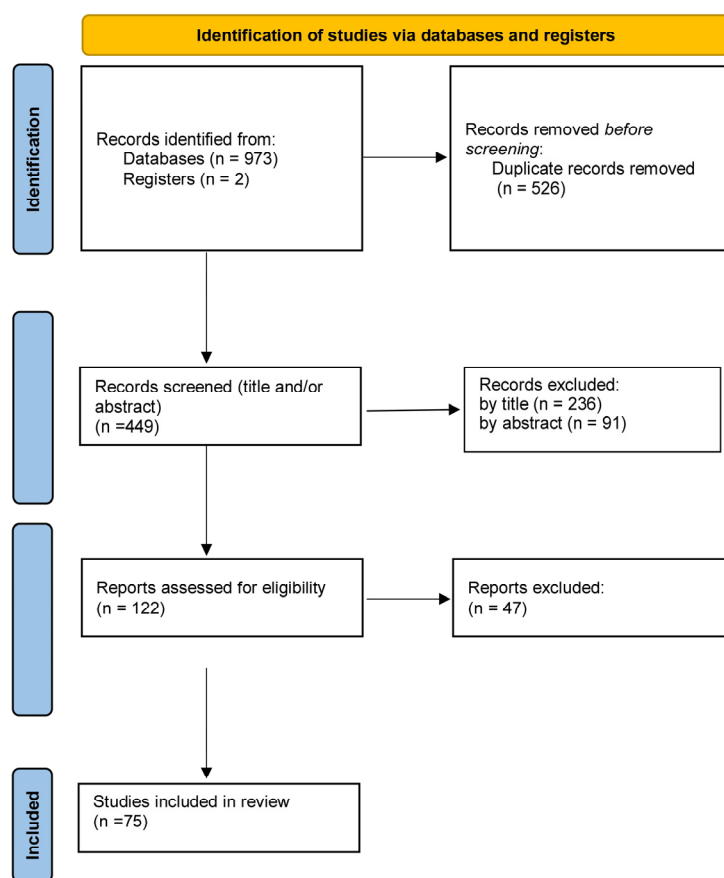 Identification of studies via databases and registers
Identification
Records identified from:
Databases (n = 973)
Registers (n = 2)
Records removed before
screening:
Duplicate records removed
(n = 526)
Records screened (title and/or
abstract)
(n =449)
Records excluded:
by title (n = 236)
by abstract (n = 91)
Reports assessed for eligibility
(n = 122)
Reports excluded:
(n = 47)
Included
Studies included in review
(n =75)